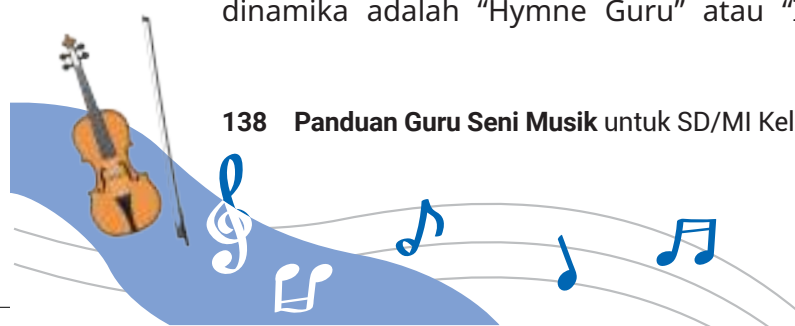 dinamika adalah “Hymne Guru” atau “
138 Panduan Guru Seni Musik untuk SD/MI Kel